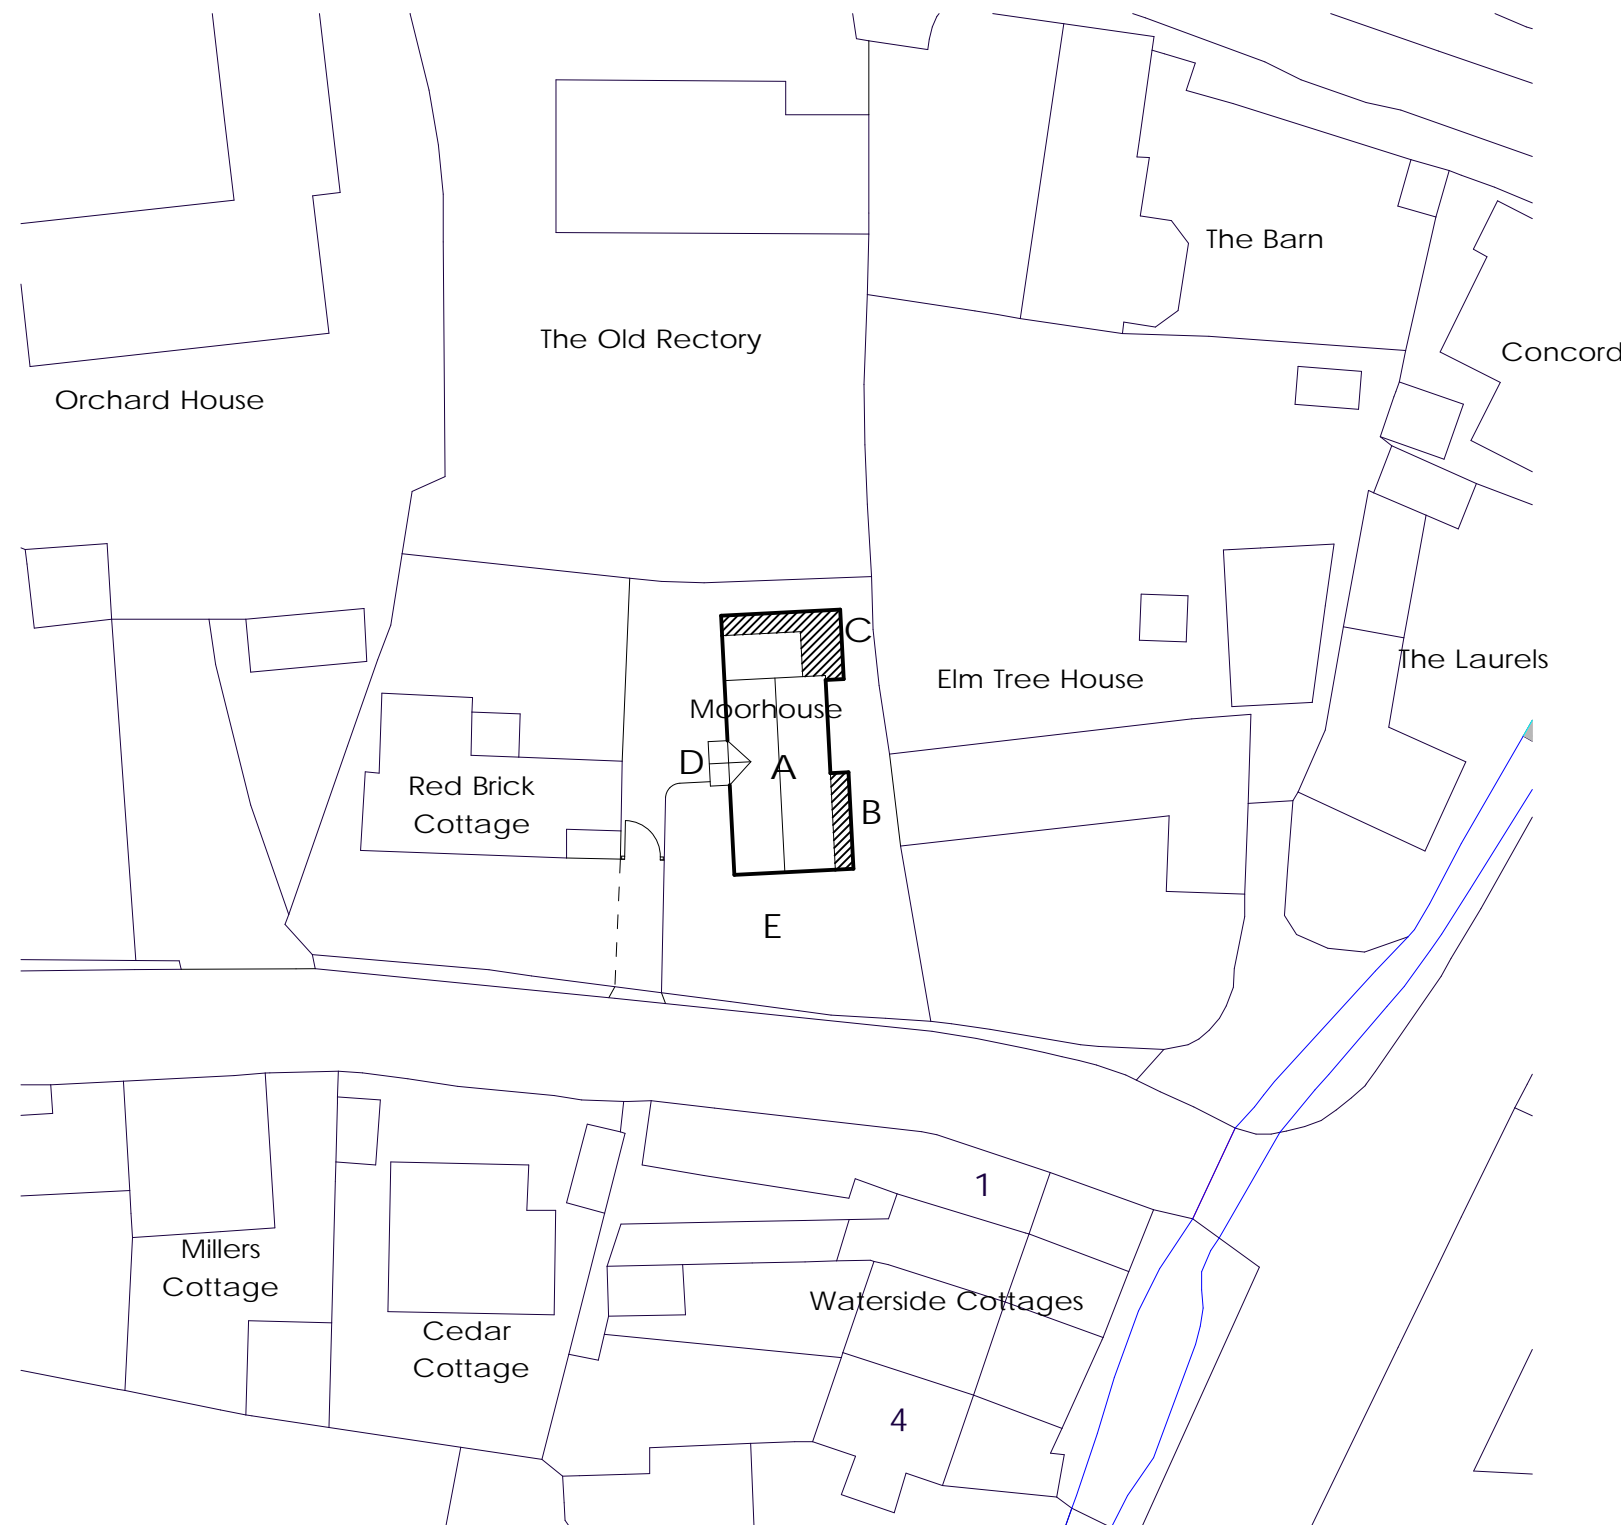 The Barn
The Old Rectory
Concord
Orchard House
C
The Laurels
Elm Tree House
Moorhouse
D
A
Red Brick
Cottage
B
E
1
Millers
Cottage
Waterside Cottages
Cedar
Cottage
4